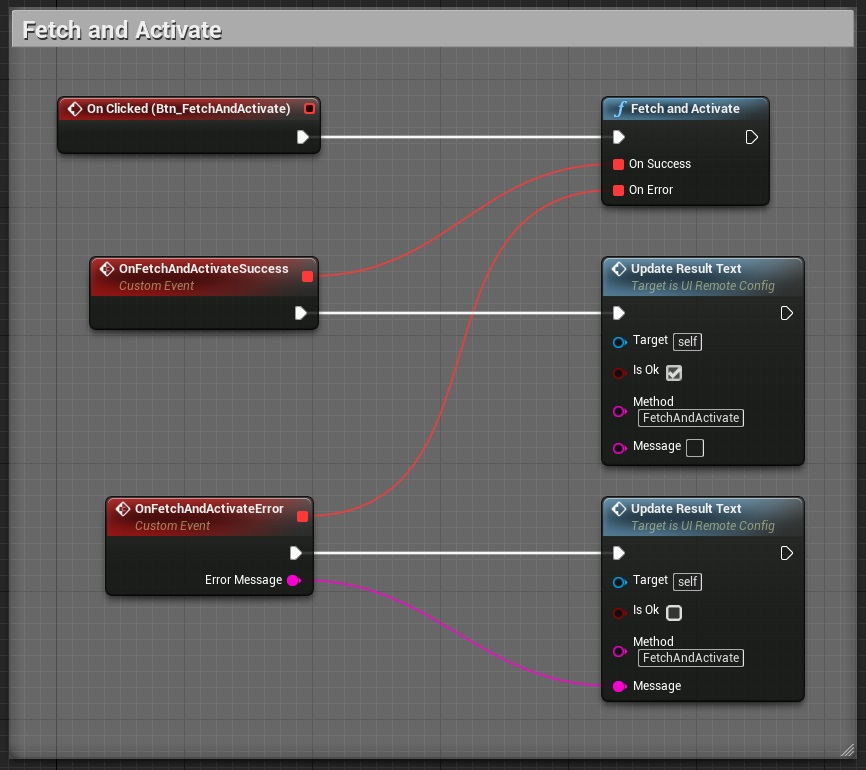 Fetch and Activate
On Clicked (Btn_FetchAndActivate)
f Fetch and Activate
On Success
On Error
OnFetchAndActivateSuccess
Custom Event
Update Result Text
Target is UI Remote Config
Target self
Is Ok
Method
FetchAndActivate
Message
OnFetchAndActivateError
Custom Event
Error Message
Update Result Text
Target is UI Remote Config
Target self
Is Ok
Method
FetchAndActivate
Message